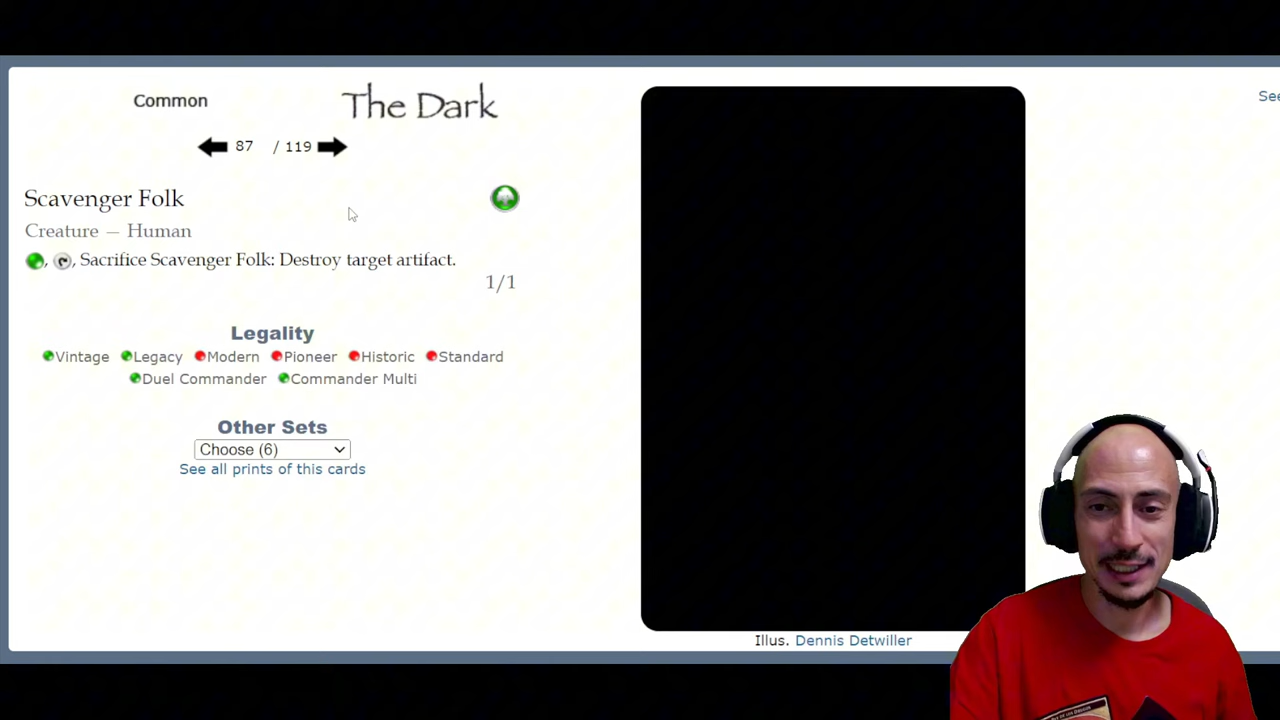 Common
The Dark
87 / 119
Scavenger Folk
Creature — Human
, , Sacrifice Scavenger Folk: Destroy target artifact.
1/1
Legality
Vintage Legacy Modern Pioneer Historic Standard
Duel Commander Commander Multi
Other Sets
Choose (6)
See all prints of this cards
Illus. Dennis Detwiller
See